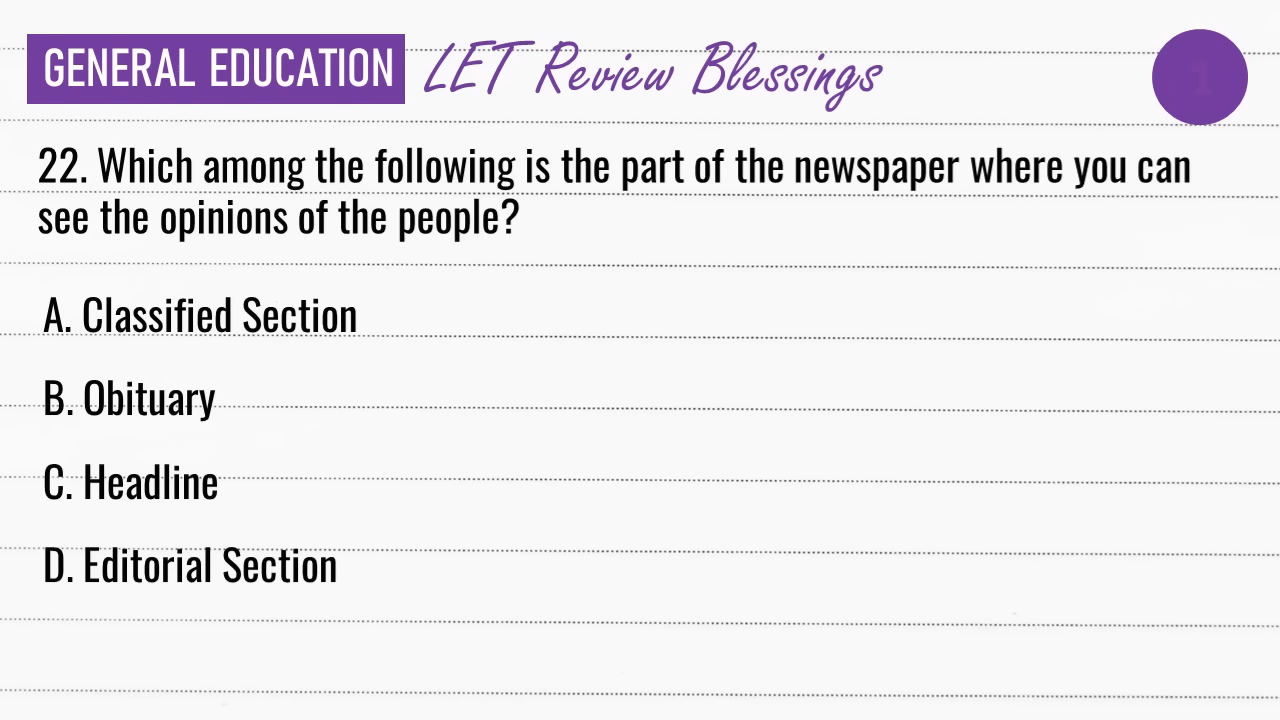 GENERAL EDUCATION LET Review Blessings
1
22. Which among the following is the part of the newspaper where you can
see the opinions of the people?
A. Classified Section
B. Obituary
C. Headline
D. Editorial Section